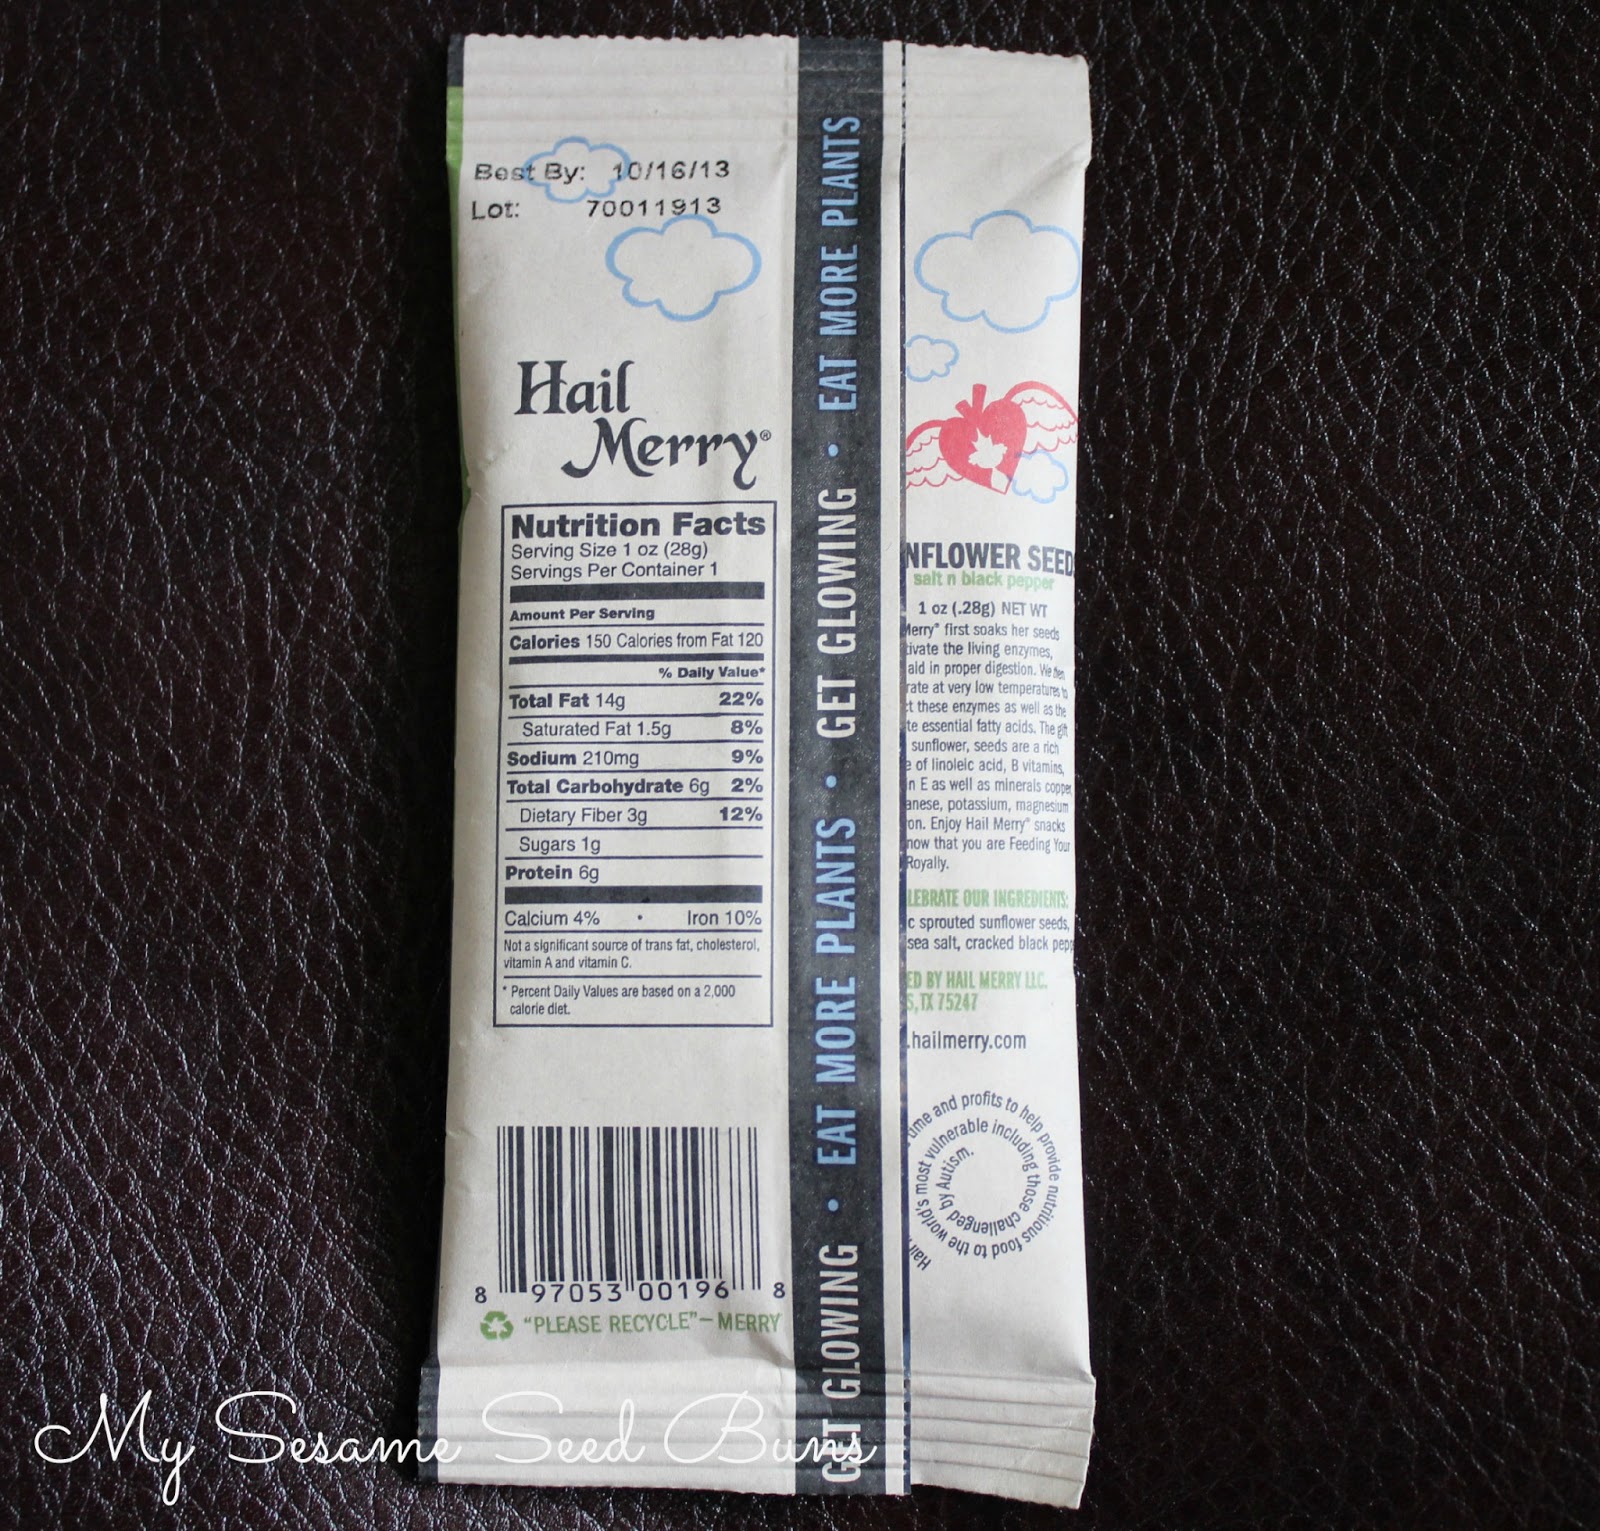 Best By: 10/16/13
Lot: 70011913
Hail
Merry®
Nutrition Facts
Serving Size 1 oz (28g)
Servings Per Container 1
Amount Per Serving
Calories 150 Calories from Fat 120
% Daily Value*
Total Fat 14g 22%
Saturated Fat 1.5g 8%
Sodium 210mg 9%
Total Carbohydrate 6g 2%
Dietary Fiber 3g 12%
Sugars 1g
Protein 6g
Calcium 4% • Iron 10%
Not a significant source of trans fat, cholesterol,
vitamin A and vitamin C.
* Percent Daily Values are based on a 2,000
calorie diet.
8 97053 00196 8
"PLEASE RECYCLE"– MERRY
GET GLOWING • EAT MORE PLANTS • GET GLOWING • EAT MORE PLANTS
NFLOWER SEEDS
salt n black pepper
1 oz (.28g) NET WT
Merry® first soaks her seeds
ivate the living enzymes,
aid in proper digestion. We then
rate at very low temperatures to
ct these enzymes as well as the
te essential fatty acids. The gift
sunflower, seeds are a rich
e of linoleic acid, B vitamins,
n E as well as minerals copper,
anese, potassium, magnesium
on. Enjoy Hail Merry® snacks
now that you are Feeding Your
Royally.
LEBRATE OUR INGREDIENTS:
c sprouted sunflower seeds,
sea salt, cracked black pepp
ED BY HAIL MERRY LLC.
S, TX 75247
.hailmerry.com
ume and profits to help provide nutritious food to the world's most vulnerable including those challenged by Autism.
My Sesame Seed Buns